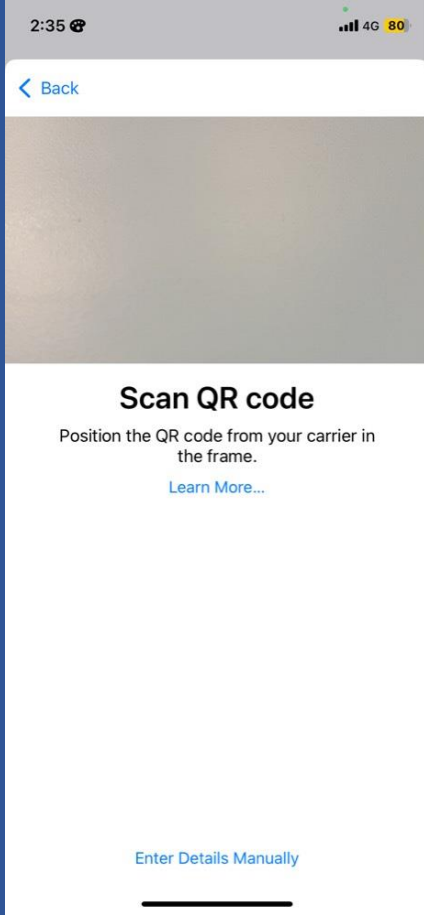 2:35
4G 80
Back
Scan QR code
Position the QR code from your carrier in
the frame.
Learn More...
Enter Details Manually